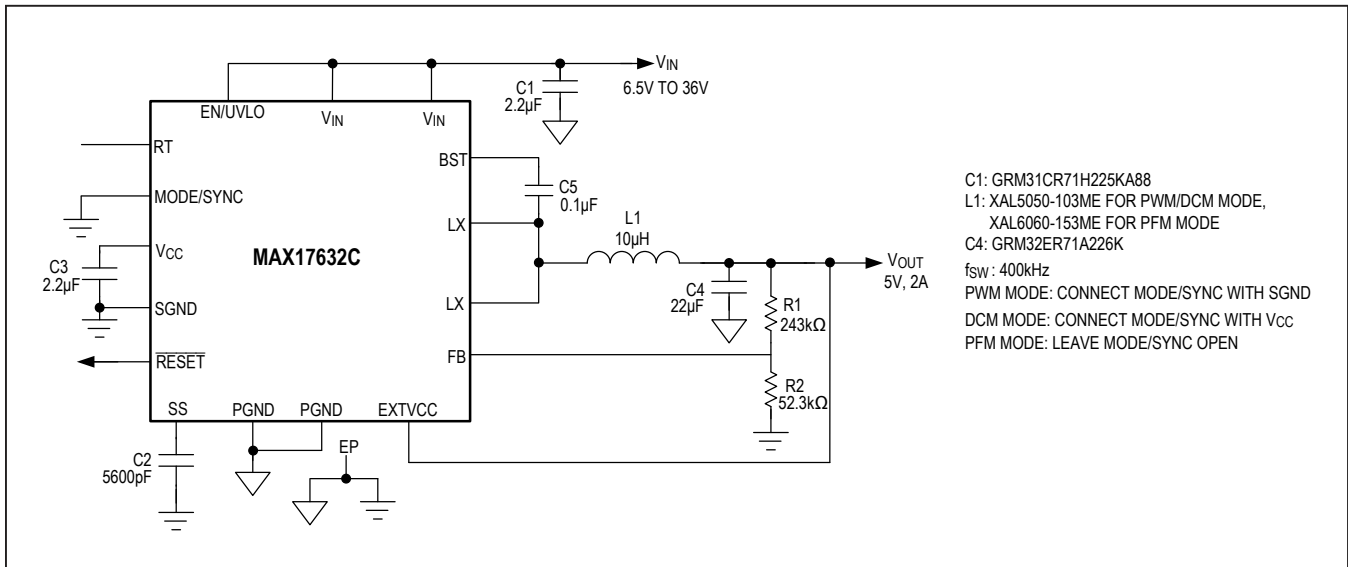 VIN
6.5V TO 36V
C1
2.2µF
EN/UVLO
VIN
VIN
RT
BST
MODE/SYNC
C5
0.1µF
LX
L1
10µH
VCC
MAX17632C
C3
2.2µF
VOUT
5V, 2A
C4
22µF
R1
243kΩ
SGND
LX
RESET
FB
R2
52.3kΩ
SS
PGND
PGND
EXTVCC
EP
C2
5600pF
C1: GRM31CR71H225KA88
L1: XAL5050-103ME FOR PWM/DCM MODE,
XAL6060-153ME FOR PFM MODE
C4: GRM32ER71A226K
fSW : 400kHz
PWM MODE: CONNECT MODE/SYNC WITH SGND
DCM MODE: CONNECT MODE/SYNC WITH VCC
PFM MODE: LEAVE MODE/SYNC OPEN